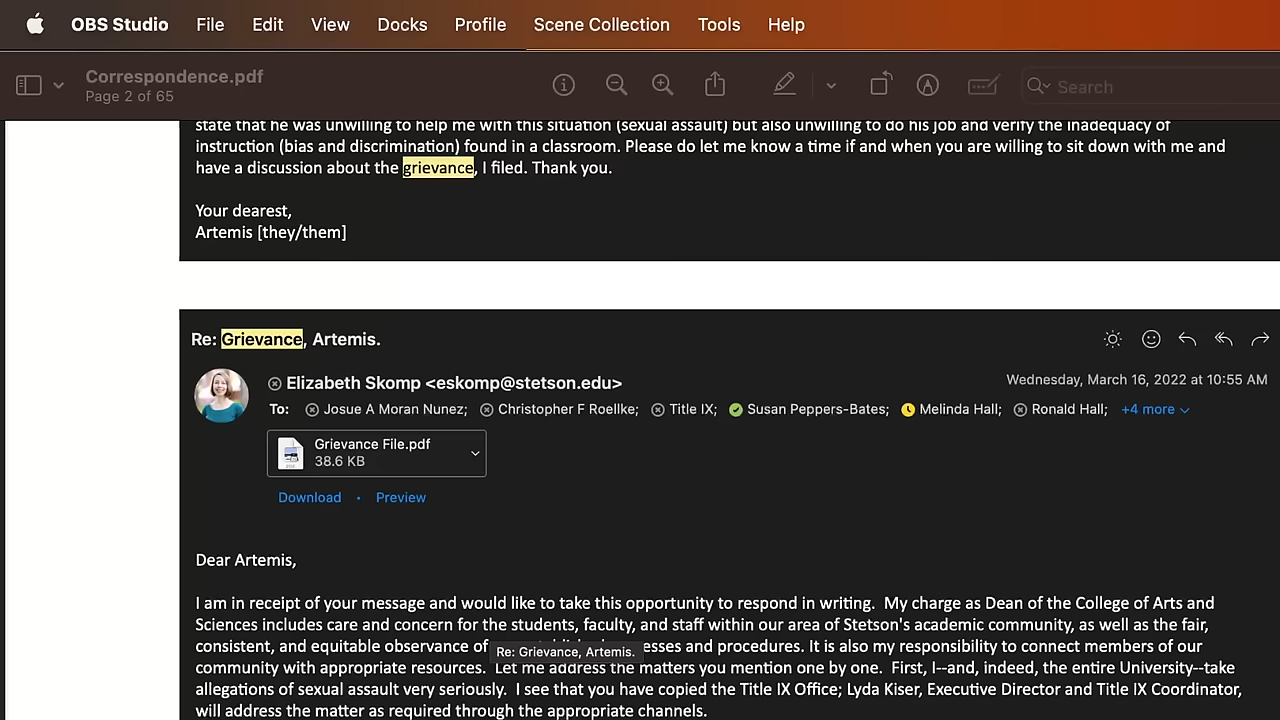 OBS Studio File Edit View Docks Profile Scene Collection Tools Help
Correspondence.pdf
Page 2 of 65
Search
state that he was unwilling to help me with this situation (sexual assault) but also unwilling to do his job and verify the inadequacy of
instruction (bias and discrimination) found in a classroom. Please do let me know a time if and when you are willing to sit down with me and
have a discussion about the grievance, I filed. Thank you.
Your dearest,
Artemis [they/them]
Re: Grievance, Artemis.
Elizabeth Skomp <eskomp@stetson.edu>
Wednesday, March 16, 2022 at 10:55 AM
To: Josue A Moran Nunez; Christopher F Roellke; Title IX; Susan Peppers-Bates; Melinda Hall; Ronald Hall; +4 more
Grievance File.pdf
38.6 KB
Download • Preview
Dear Artemis,
I am in receipt of your message and would like to take this opportunity to respond in writing. My charge as Dean of the College of Arts and
Sciences includes care and concern for the students, faculty, and staff within our area of Stetson's academic community, as well as the fair,
consistent, and equitable observance of esses and procedures. It is also my responsibility to connect members of our
Re: Grievance, Artemis.
community with appropriate resources. Let me address the matters you mention one by one. First, I--and, indeed, the entire University--take
allegations of sexual assault very seriously. I see that you have copied the Title IX Office; Lyda Kiser, Executive Director and Title IX Coordinator,
will address the matter as required through the appropriate channels.